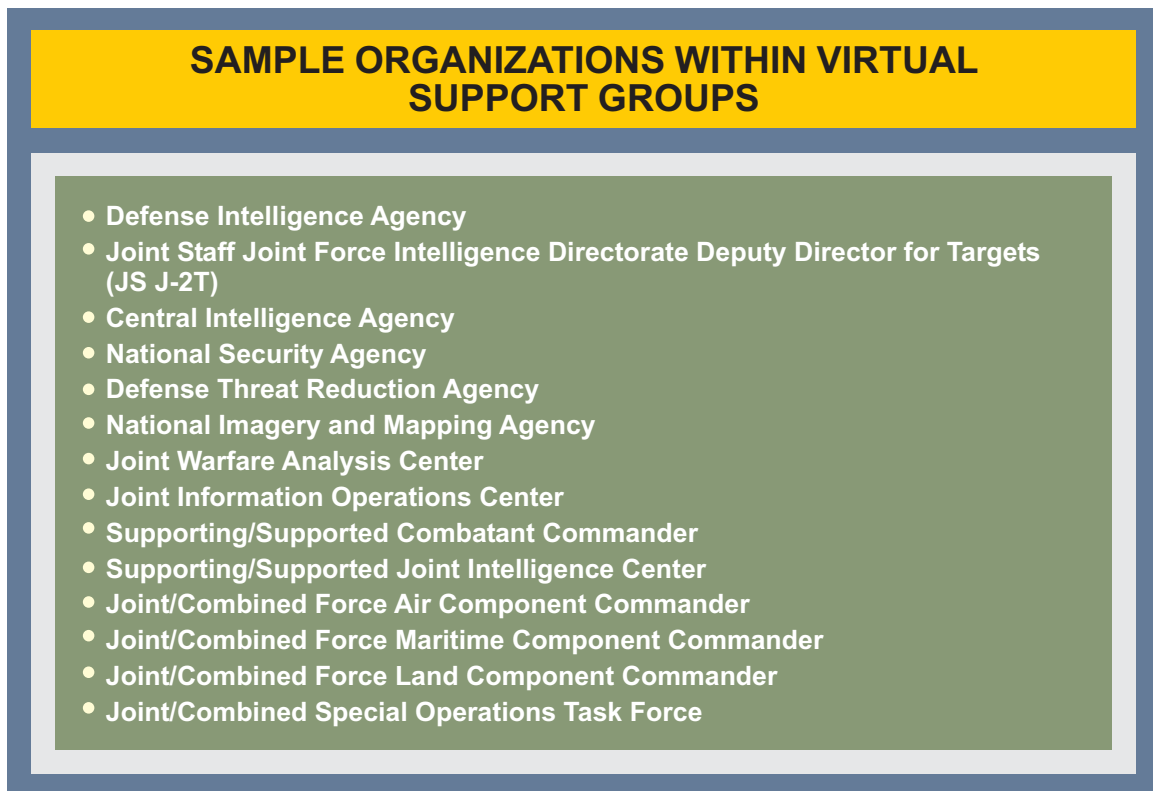 SAMPLE ORGANIZATIONS WITHIN VIRTUAL
SUPPORT GROUPS
• Defense Intelligence Agency
• Joint Staff Joint Force Intelligence Directorate Deputy Director for Targets
(JS J-2T)
• Central Intelligence Agency
• National Security Agency
• Defense Threat Reduction Agency
• National Imagery and Mapping Agency
• Joint Warfare Analysis Center
• Joint Information Operations Center
• Supporting/Supported Combatant Commander
• Supporting/Supported Joint Intelligence Center
• Joint/Combined Force Air Component Commander
• Joint/Combined Force Maritime Component Commander
• Joint/Combined Force Land Component Commander
• Joint/Combined Special Operations Task Force